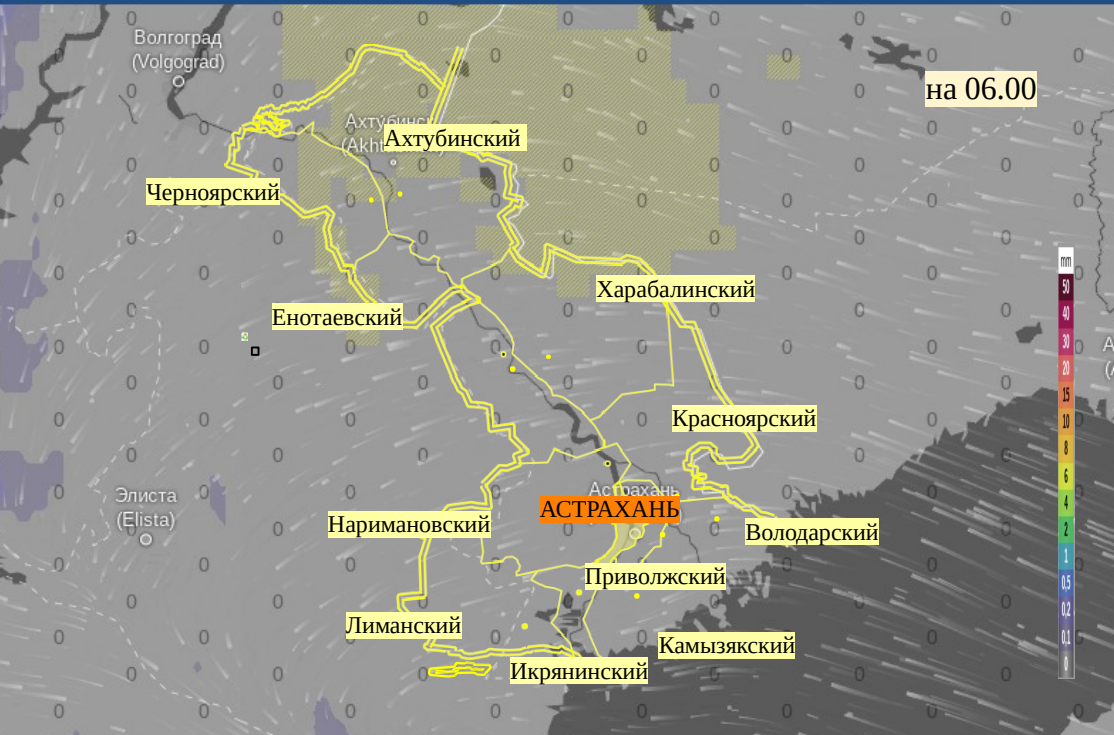 Волгоград
(Volgograd)
на 06.00
Ахтубинск
Ахтубинский
(Akht
Черноярский
Харабалинский
Енотаевский
Красноярский
Элиста
(Elista)
Астрахань
АСТРАХАНЬ
Наримановский
Володарский
Приволжский
Лиманский
Камызякский
Икрянинский
mm
50
40
30
20
15
10
8
6
4
2
1
0,5
0,2
0,1
0